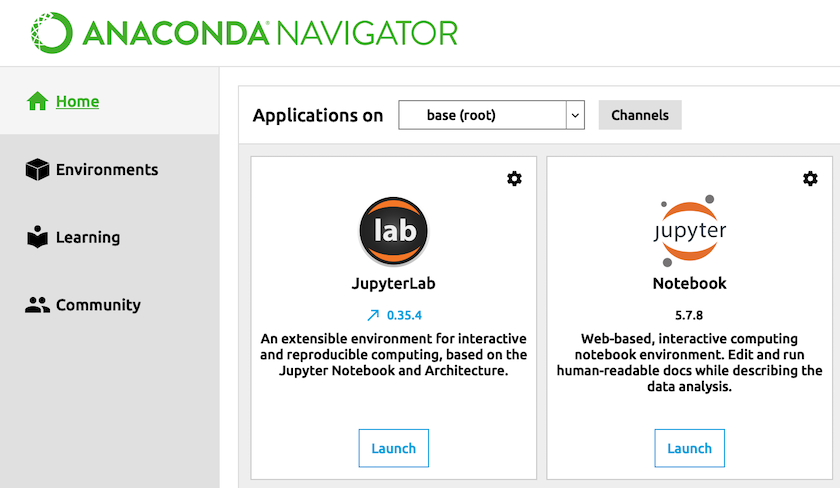 ANACONDA NAVIGATOR
Home
Environments
Learning
Community
Applications on
base (root)
Channels
lab
JupyterLab
0.35.4
An extensible environment for interactive
and reproducible computing, based on the
Jupyter Notebook and Architecture.
Launch
jupyter
Notebook
5.7.8
Web-based, interactive computing
notebook environment. Edit and run
human-readable docs while describing the
data analysis.
Launch